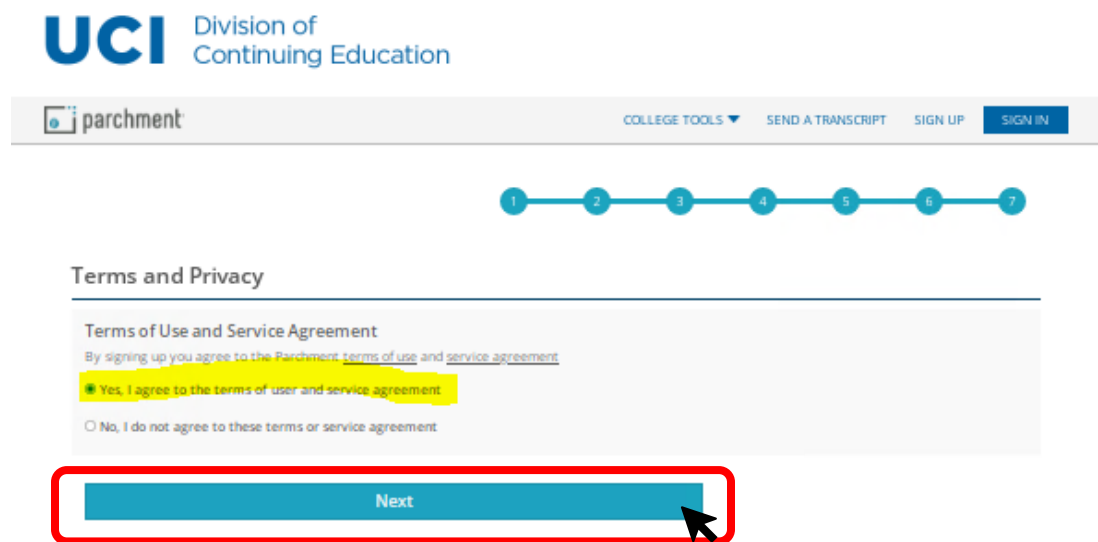 UCI Division of
Continuing Education
parchment
COLLEGE TOOLS SEND A TRANSCRIPT SIGN UP SIGN IN
1 2 3 4 5 6 7
Terms and Privacy
Terms of Use and Service Agreement
By signing up you agree to the Parchment terms of use and service agreement
Yes, I agree to the terms of user and service agreement
No, I do not agree to these terms or service agreement
Next